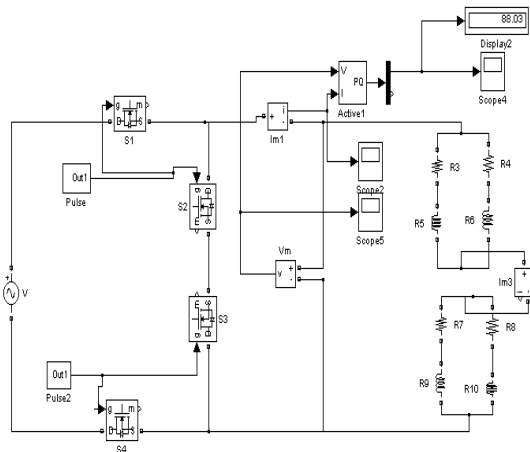 88.03
Display2
V
I
PQ
Active1
Scope4
g
m
D
S
S1
+
i
-
Im1
Out1
Pulse
Scope2
R3
R4
S2
g
m
D
S
Scope5
R5
R6
Vm
v
+
-
Im3
+
V
S3
g
m
D
S
R7
R8
Out1
Pulse2
R9
R10
g
m
D
S
S4